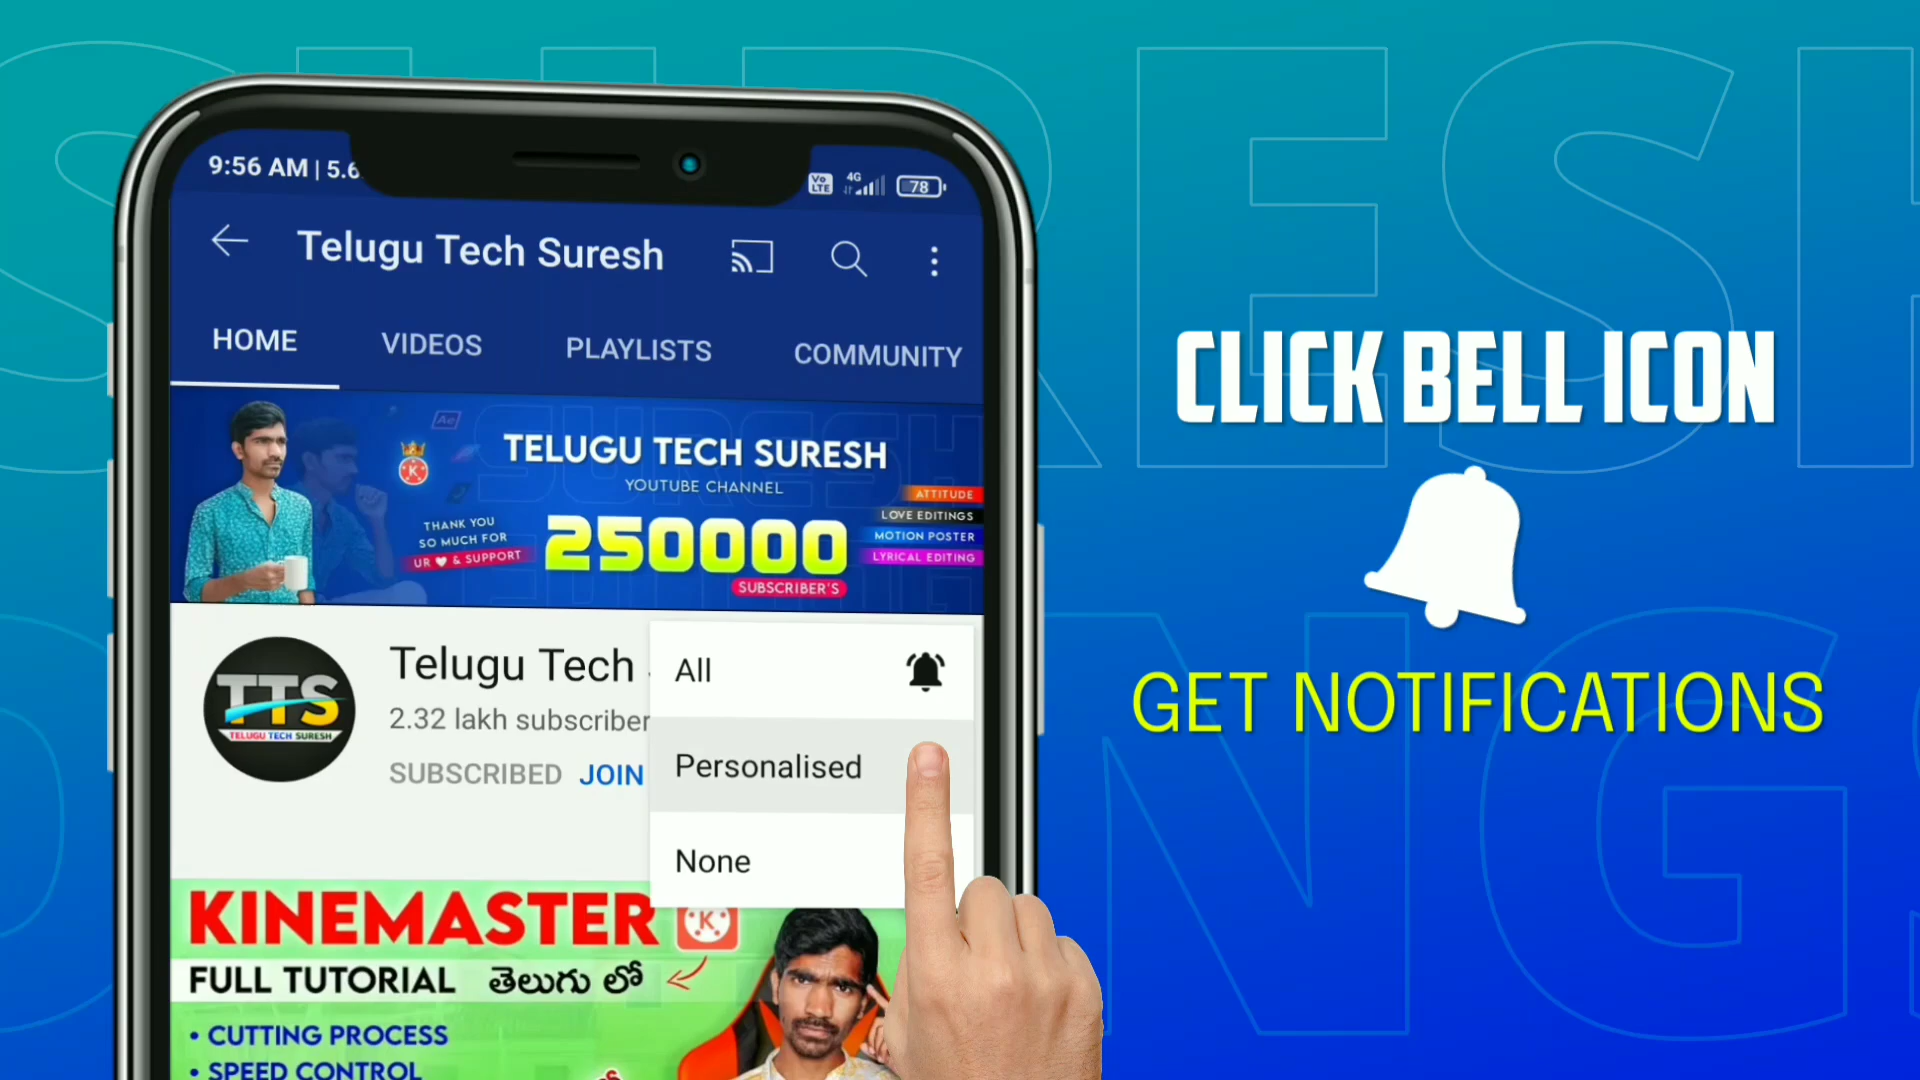 9:56 AM | 5.6
Vo LTE
4G
78
Telugu Tech Suresh
HOME
VIDEOS
PLAYLISTS
COMMUNITY
TELUGU TECH SURESH
YOUTUBE CHANNEL
THANK YOU
SO MUCH FOR
UR & SUPPORT
250000
SUBSCRIBER'S
ATTITUDE
LOVE EDITINGS
MOTION POSTER
LYRICAL EDITING
Ae
K
TTS
TELUGU TECH SURESH
Telugu Tech
2.32 lakh subscriber
SUBSCRIBED JOIN
All
Personalised
None
KINEMASTER K
FULL TUTORIAL తెలుగు లో
• CUTTING PROCESS
• SPEED CONTROL
CLICK BELL ICON
GET NOTIFICATIONS